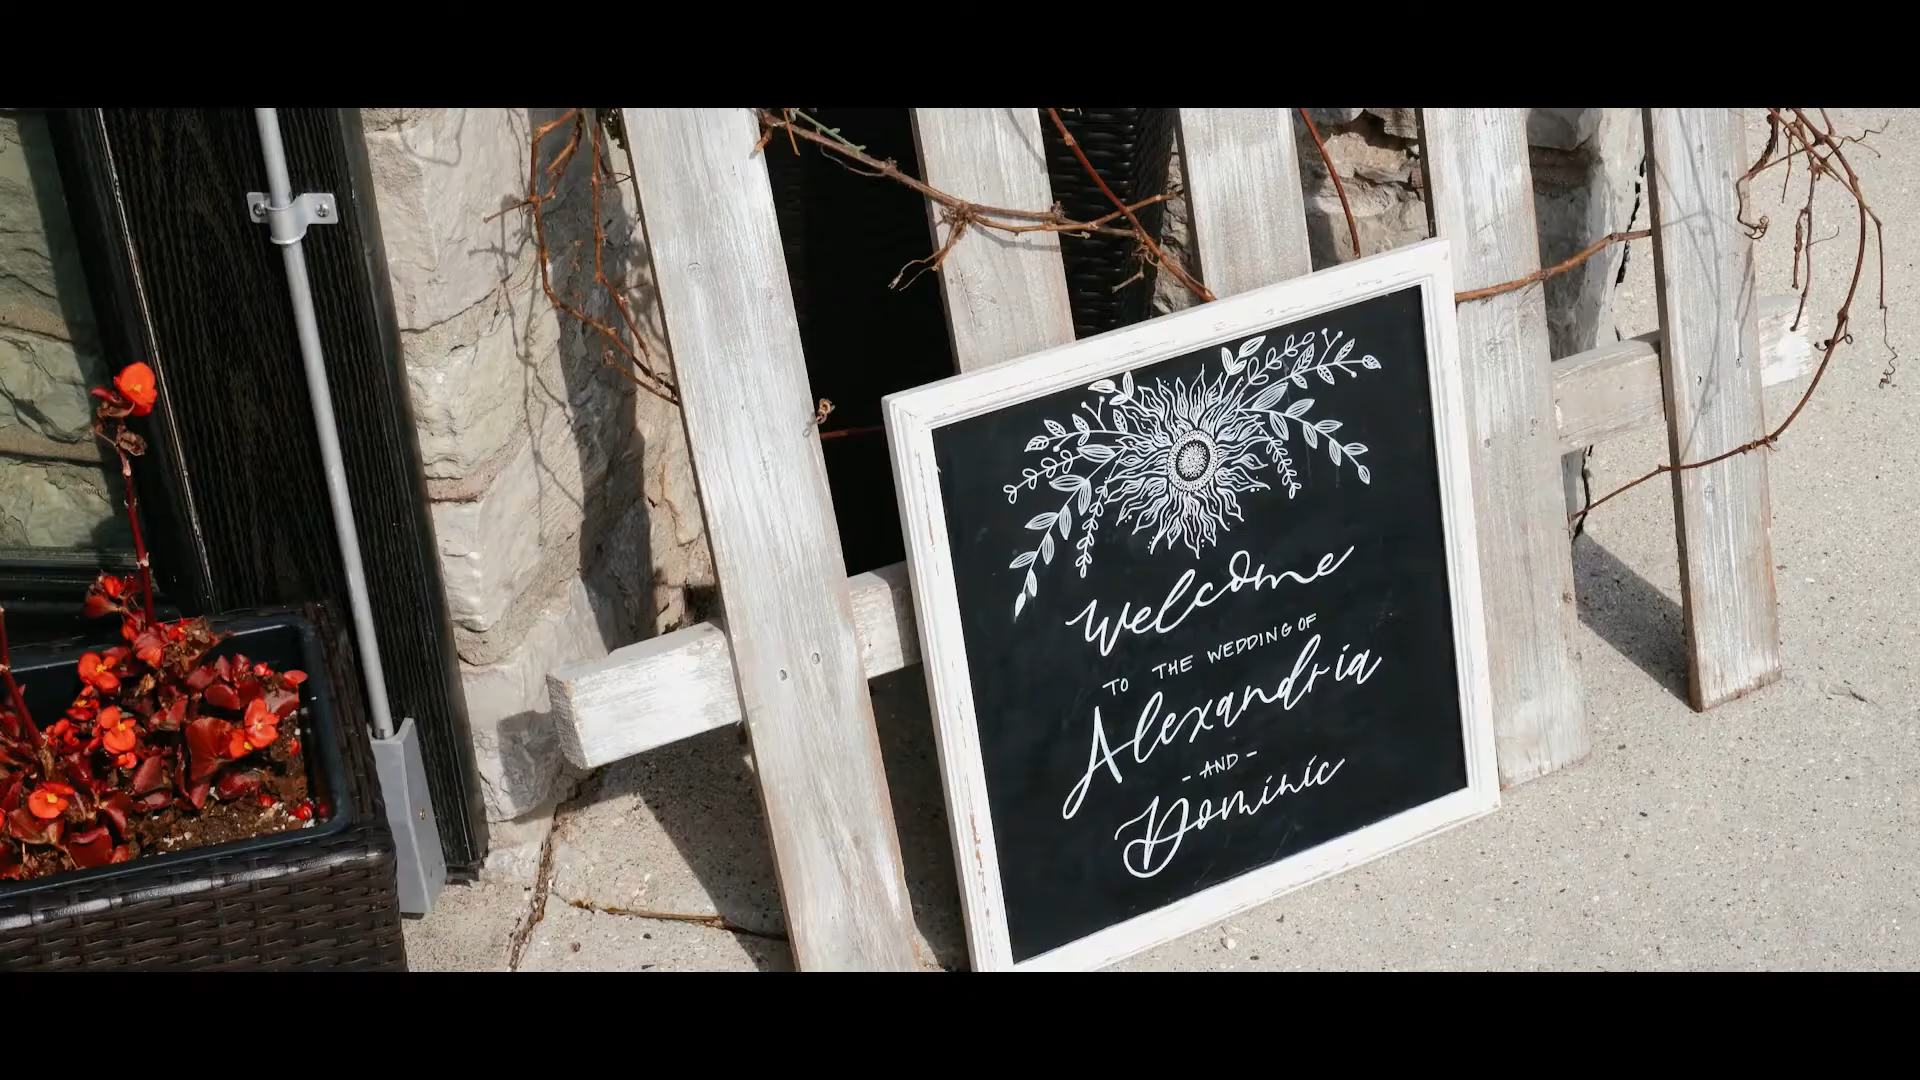 Welcome
TO THE WEDDING OF
Alexandria
- AND -
Dominic